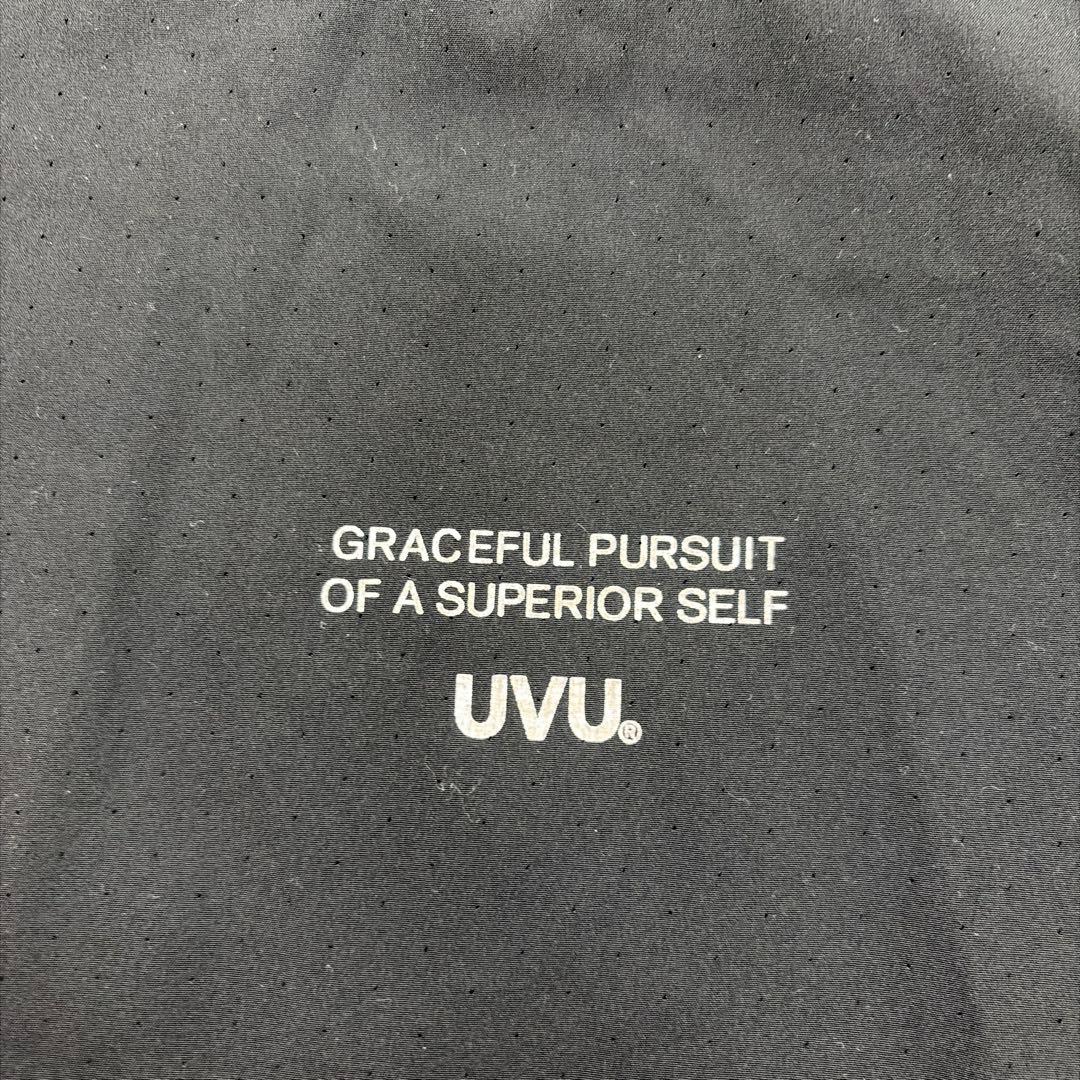 GRACEFUL PURSUIT
OF A SUPERIOR SELF
UVU®